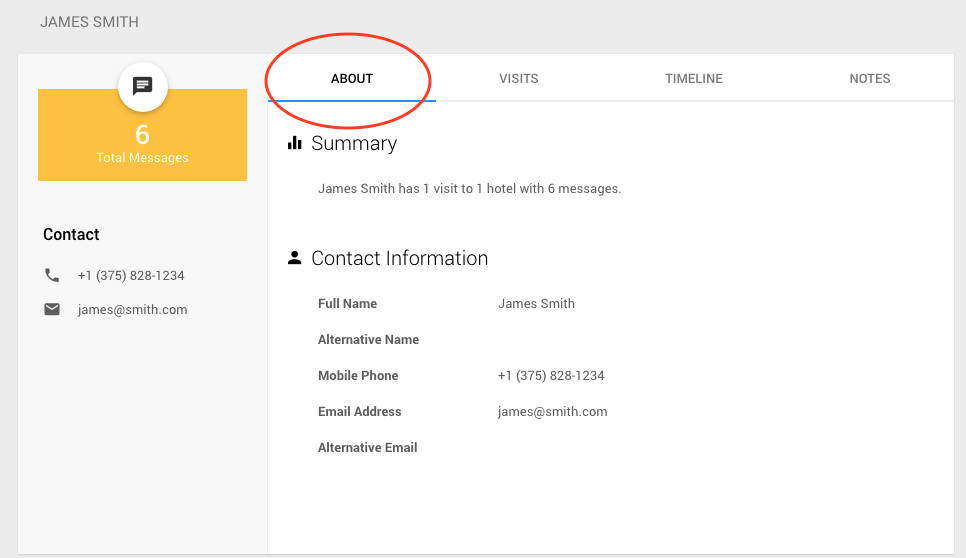 JAMES SMITH
6
Total Messages
Contact
+1 (375) 828-1234
james@smith.com
ABOUT VISITS TIMELINE NOTES
Summary
James Smith has 1 visit to 1 hotel with 6 messages.
Contact Information
Full Name James Smith
Alternative Name
Mobile Phone +1 (375) 828-1234
Email Address james@smith.com
Alternative Email